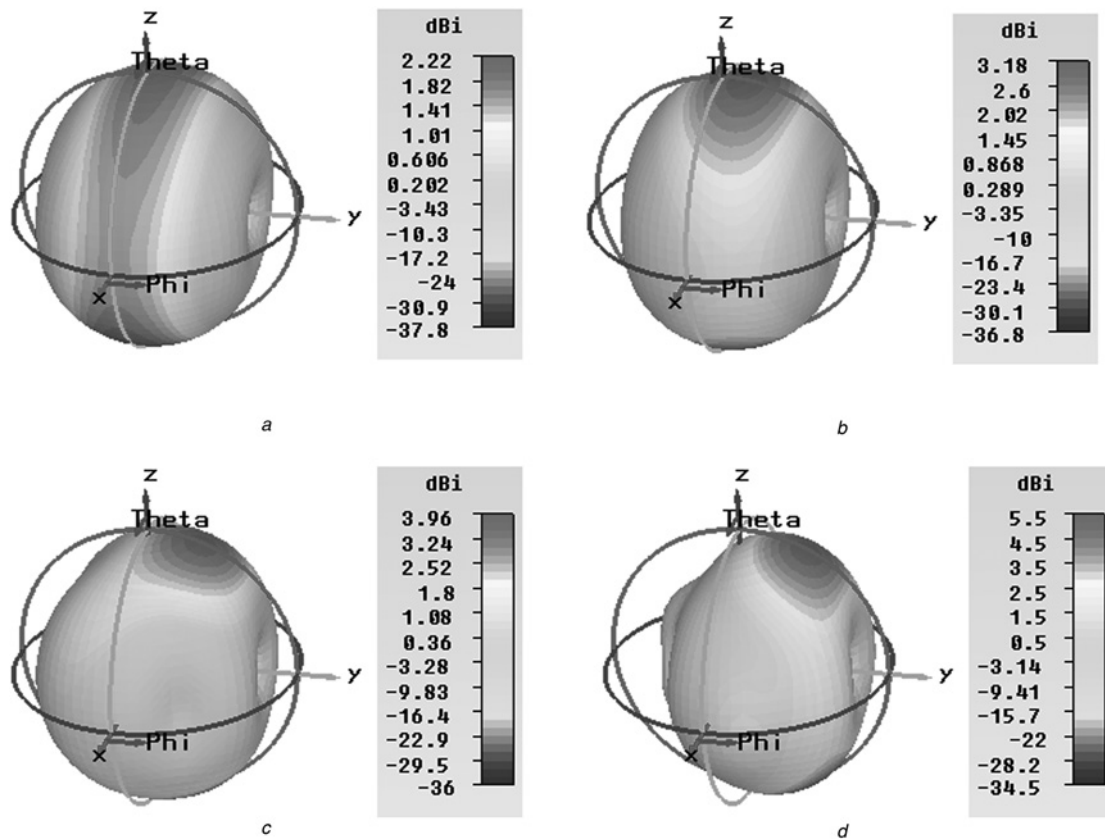 z
Theta
y
x
Phi
dBi
2.22
1.82
1.41
1.01
0.606
0.202
-3.43
-10.3
-17.2
-24
-30.9
-37.8
a
z
Theta
y
x
Phi
dBi
3.18
2.6
2.02
1.45
0.868
0.289
-3.35
-10
-16.7
-23.4
-30.1
-36.8
b
z
Theta
y
x
Phi
dBi
3.96
3.24
2.52
1.8
1.08
0.36
-3.28
-9.83
-16.4
-22.9
-29.5
-36
c
z
Theta
y
x
Phi
dBi
5.5
4.5
3.5
2.5
1.5
0.5
-3.14
-9.41
-15.7
-22
-28.2
-34.5
d